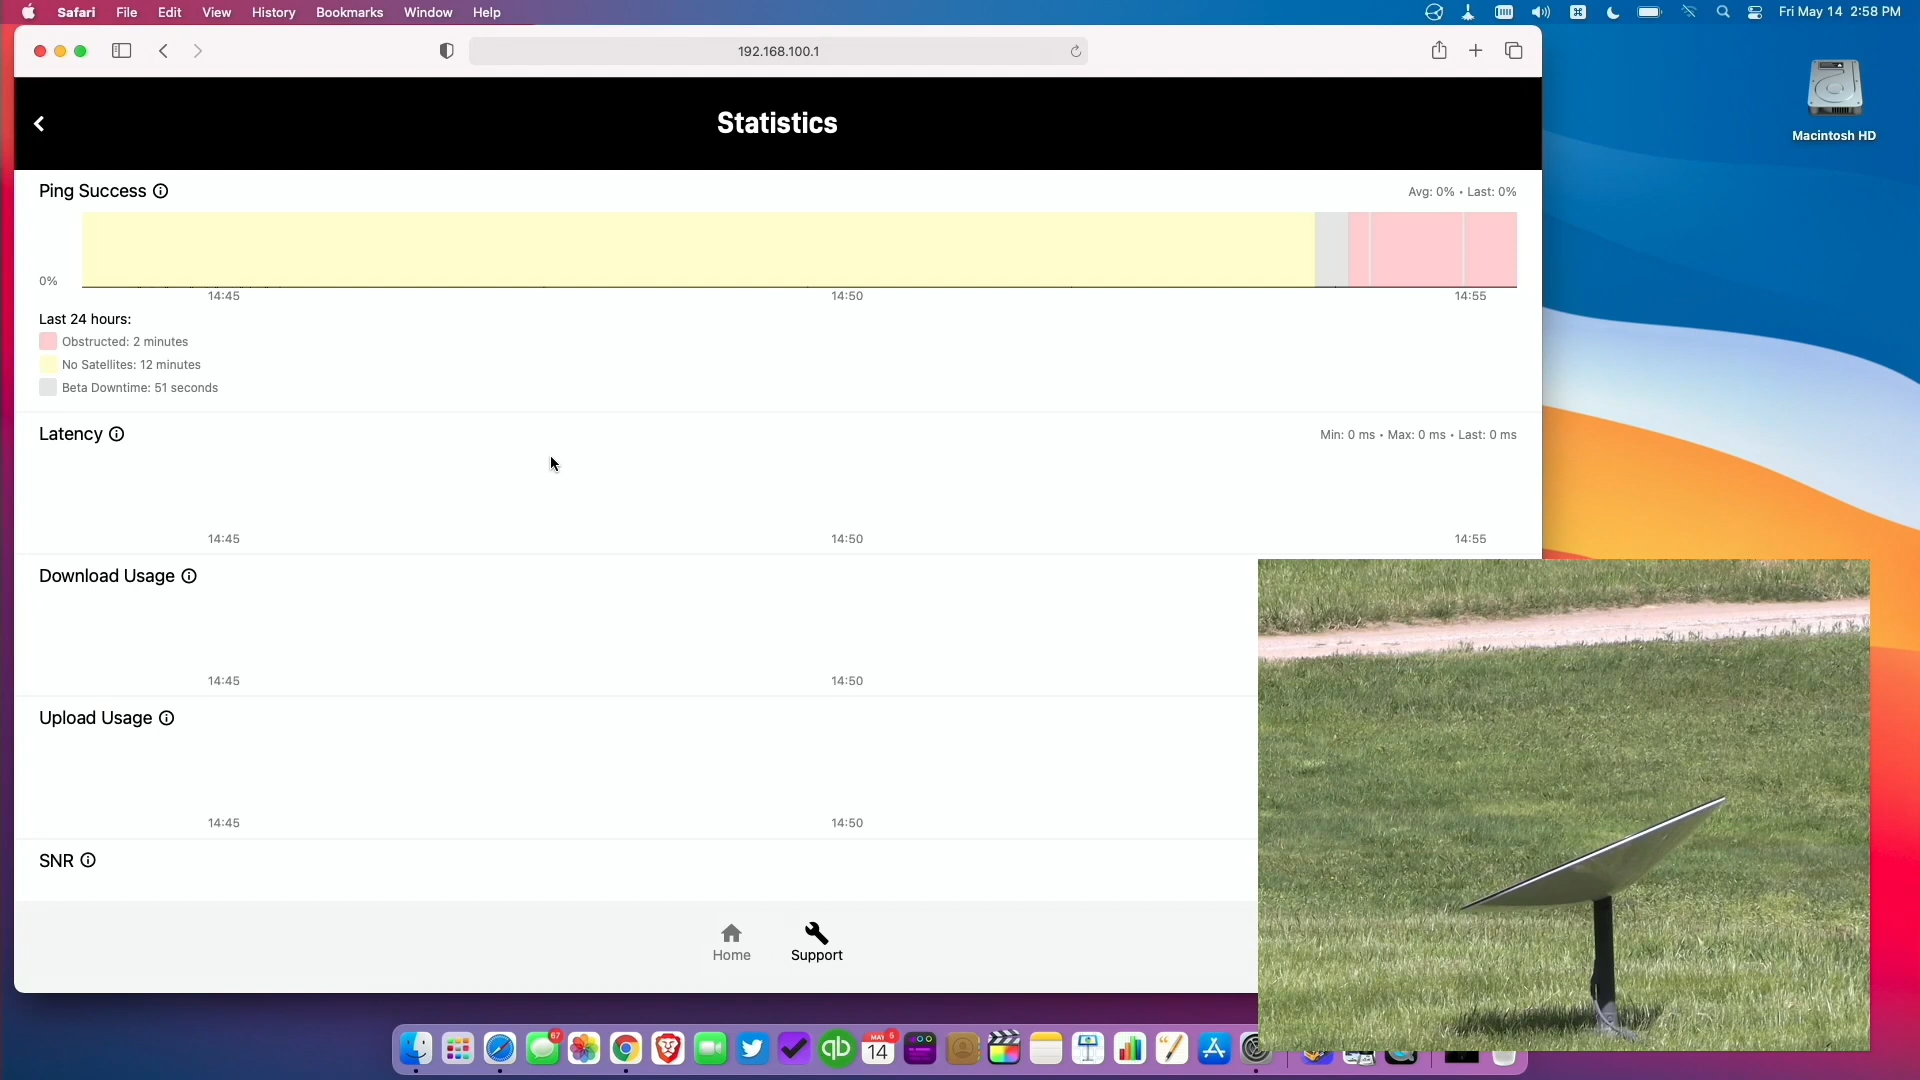 Safari File Edit View History Bookmarks Window Help
Fri May 14 2:58 PM
192.168.100.1
Macintosh HD
Statistics
Ping Success
Avg: 0% • Last: 0%
0%
14:45 14:50 14:55
Last 24 hours:
Obstructed: 2 minutes
No Satellites: 12 minutes
Beta Downtime: 51 seconds
Latency
Min: 0 ms • Max: 0 ms • Last: 0 ms
14:45 14:50 14:55
Download Usage
14:45 14:50
Upload Usage
14:45 14:50
SNR
Home Support
67
qb
MAY
14